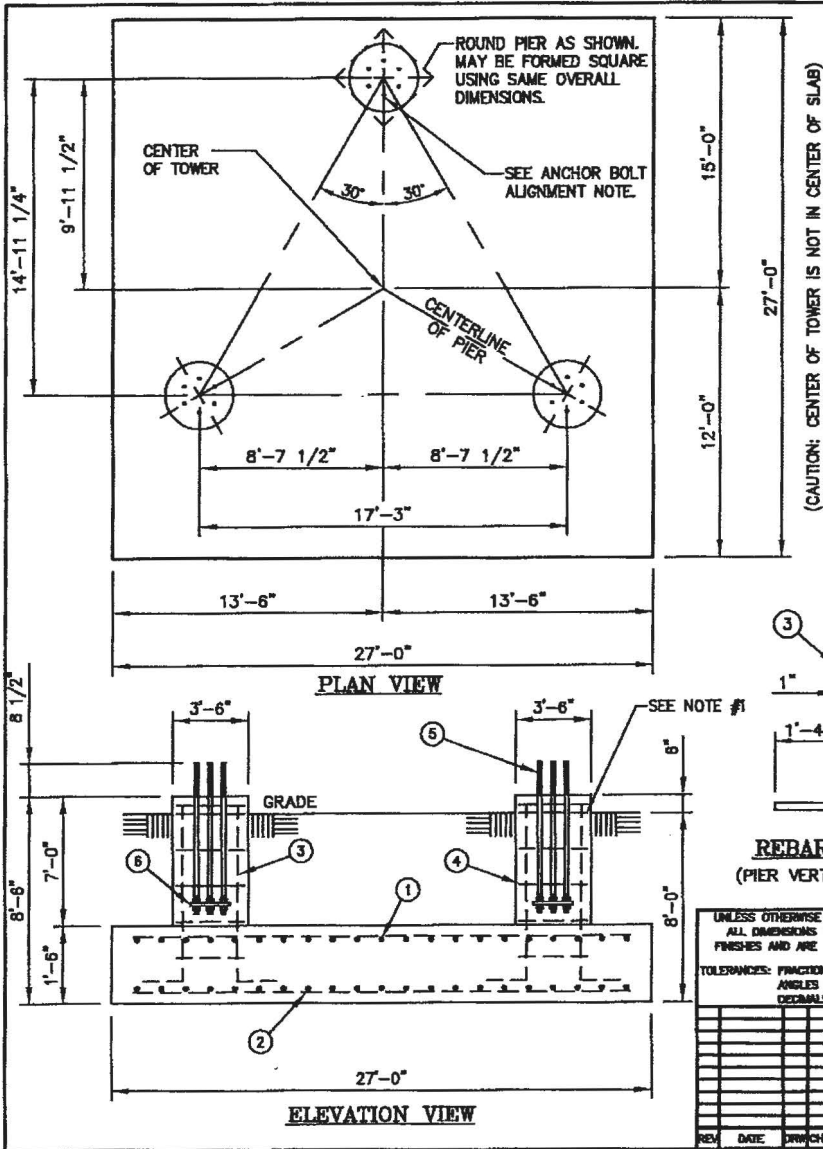 ROUND PIER AS SHOWN.
MAY BE FORMED SQUARE
USING SAME OVERALL
DIMENSIONS.
CENTER
OF TOWER
SEE ANCHOR BOLT
ALIGNMENT NOTE.
30° 30°
14'-11 1/4"
9'-11 1/2"
15'-0"
27'-0"
12'-0"
(CAUTION: CENTER OF TOWER IS NOT IN CENTER OF SLAB)
CENTERLINE
OF PIER
8'-7 1/2" 8'-7 1/2"
17'-3"
13'-6" 13'-6"
27'-0"
PLAN VIEW
8 1/2"
3'-6" 3'-6"
SEE NOTE #1
5
6"
GRADE
6
3
4
1
8'-6"
7'-0"
1'-6"
8'-0"
2
27'-0"
ELEVATION VIEW
3
1"
1'-4
REBAR
(PIER VERT
UNLESS OTHERWISE
ALL DIMENSIONS
FINISHES AND ARE
TOLERANCES: FRACTION
ANGLES
DECIMALS
REV DATE DRW CH